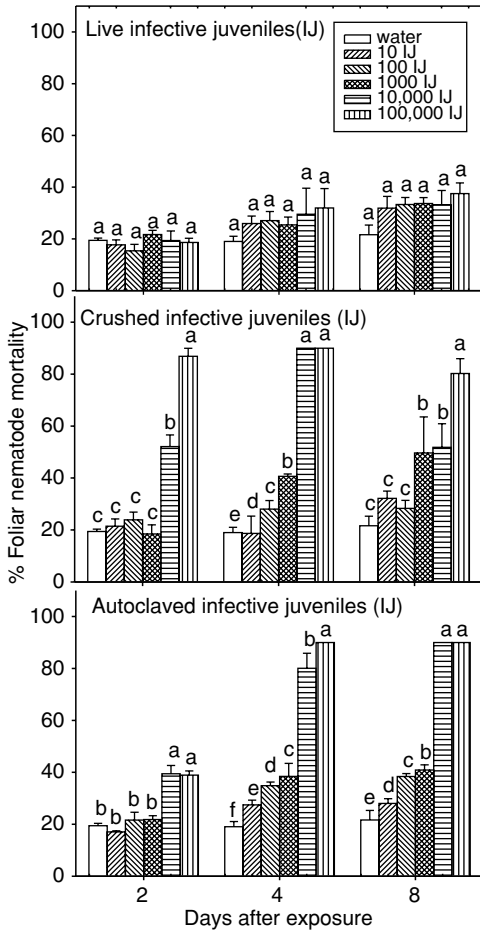 100
Live infective juveniles(IJ)
water
10 IJ
100 IJ
1000 IJ
10,000 IJ
100,000 IJ
80
60
40
20
0
a a a a a a
a a a a a a
a a a a a a
100
Crushed infective juveniles (IJ)
80
60
40
20
0
c c c c b a
e d c b a a
c c c b b a
% Foliar nematode mortality
Autoclaved infective juveniles (IJ)
80
60
40
20
0
b b b b a a
f e d c b a
e d c b a a
2 4 8
Days after exposure